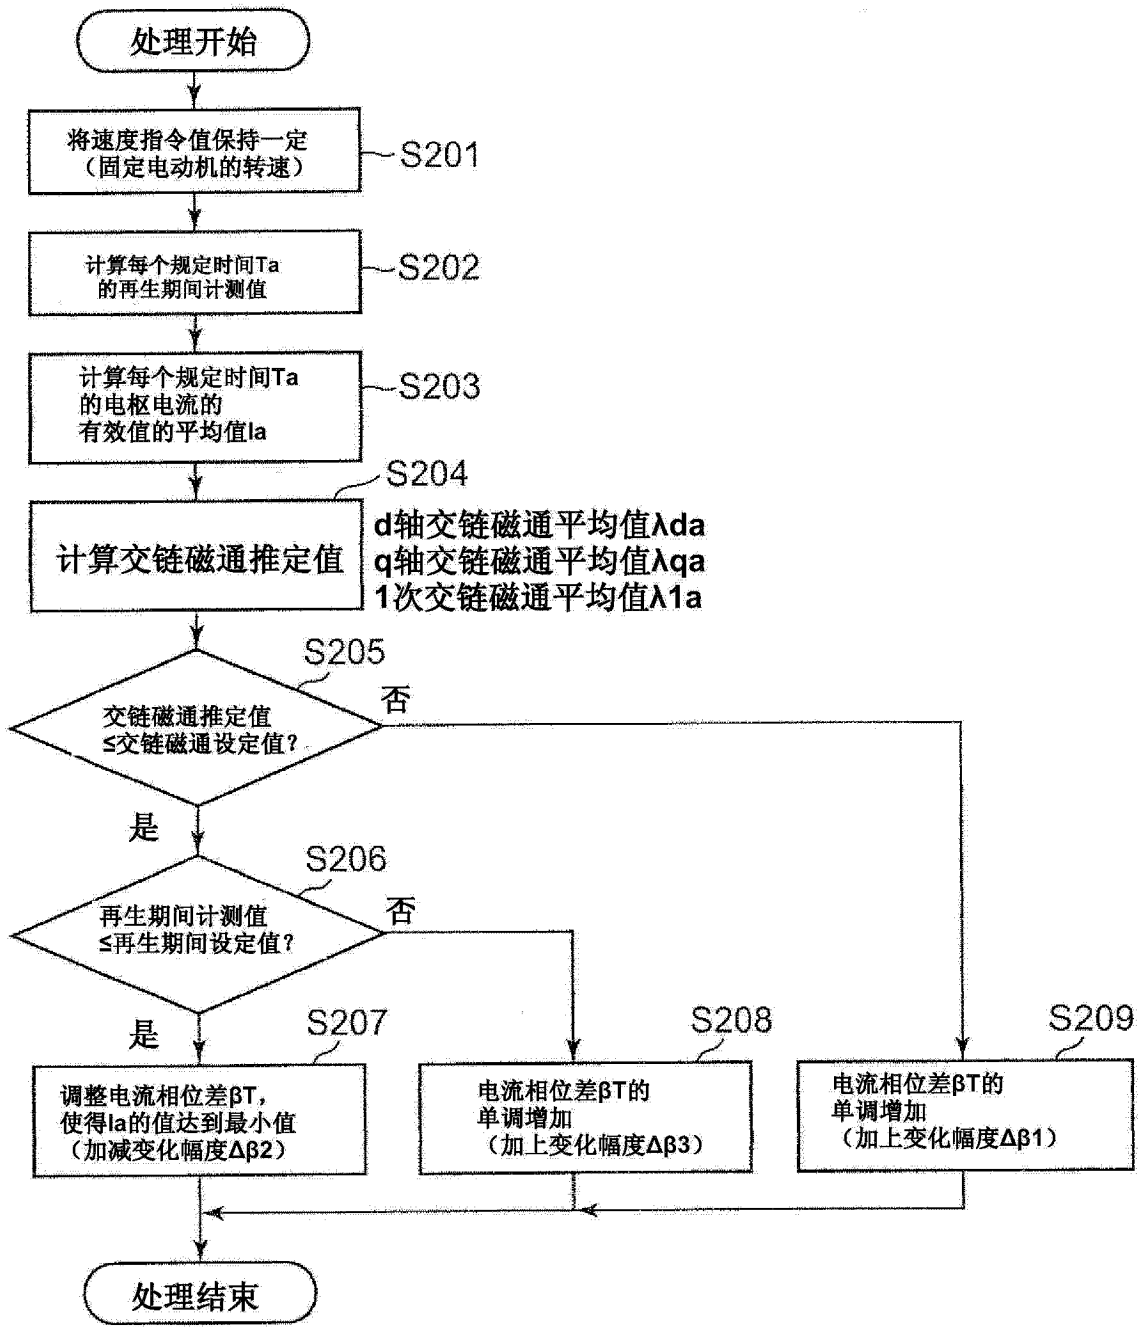 处理开始
将速度指令值保持一定
（固定电动机的转速）
S201
计算每个规定时间Ta
的再生期间计测值
S202
计算每个规定时间Ta
的电枢电流的
有效值的平均值Ia
S203
S204
计算交链磁通推定值
d轴交链磁通平均值λda
q轴交链磁通平均值λqa
1次交链磁通平均值λ1a
S205
交链磁通推定值
≤交链磁通设定值？
否
是
S206
再生期间计测值
≤再生期间设定值？
否
是
S207
调整电流相位差βT，
使得Ia的值达到最小值
（加减变化幅度Δβ2）
S208
电流相位差βT的
单调增加
（加上变化幅度Δβ3）
S209
电流相位差βT的
单调增加
（加上变化幅度Δβ1）
处理结束